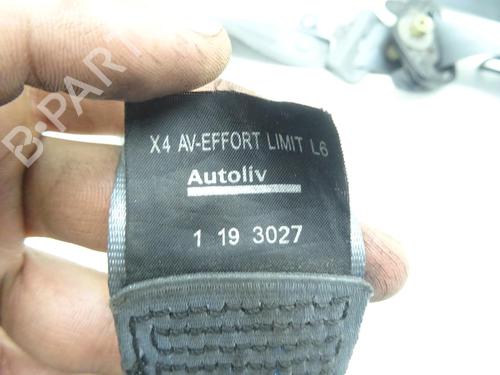 B-PARTS
X4 AV-EFFORT LIMIT L6
Autoliv
1 19 3027